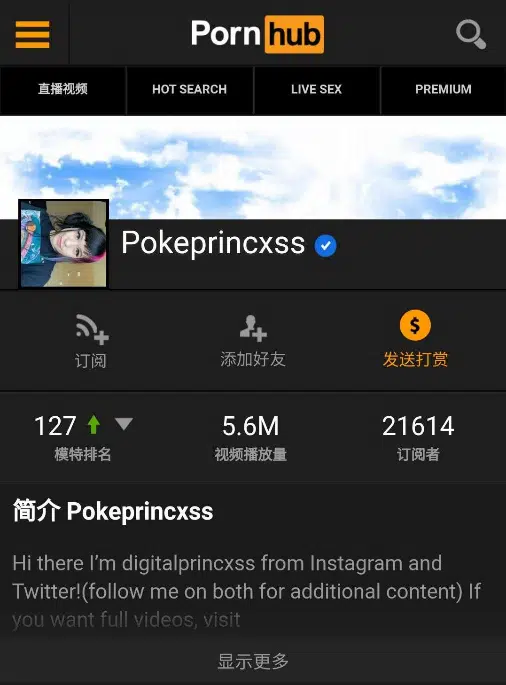 Porn hub
直播视频 HOT SEARCH LIVE SEX PREMIUM
Pokeprincxss
订阅 添加好友 发送打赏
127 5.6M 21614
模特排名 视频播放量 订阅者
简介 Pokeprincxss
Hi there I’m digitalprincxss from Instagram and
Twitter!(follow me on both for additional content) If
you want full videos, visit
显示更多